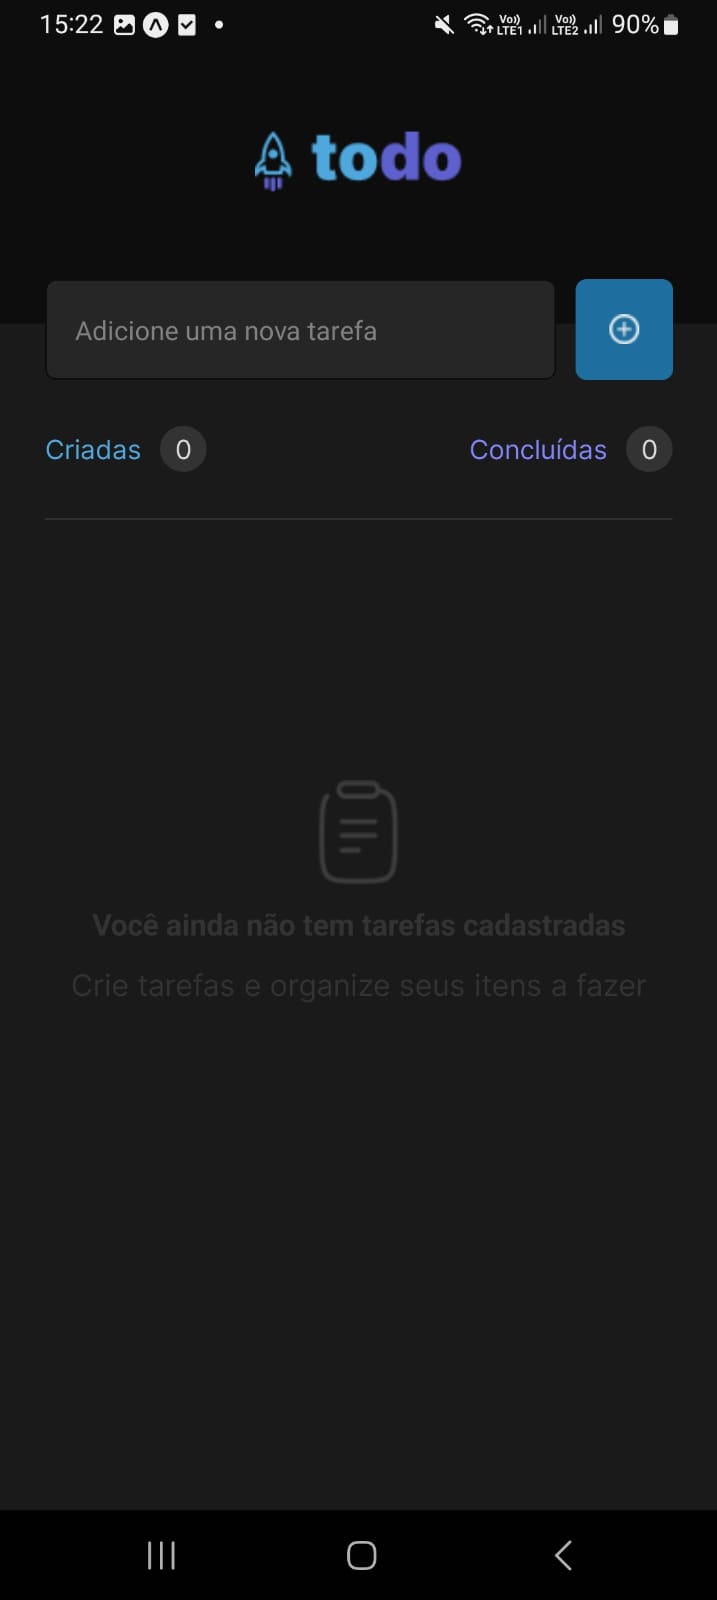 15:22 Vo)) LTE1 Vo)) LTE2 90%
todo
Adicione uma nova tarefa
Criadas 0 Concluídas 0
Você ainda não tem tarefas cadastradas
Crie tarefas e organize seus itens a fazer